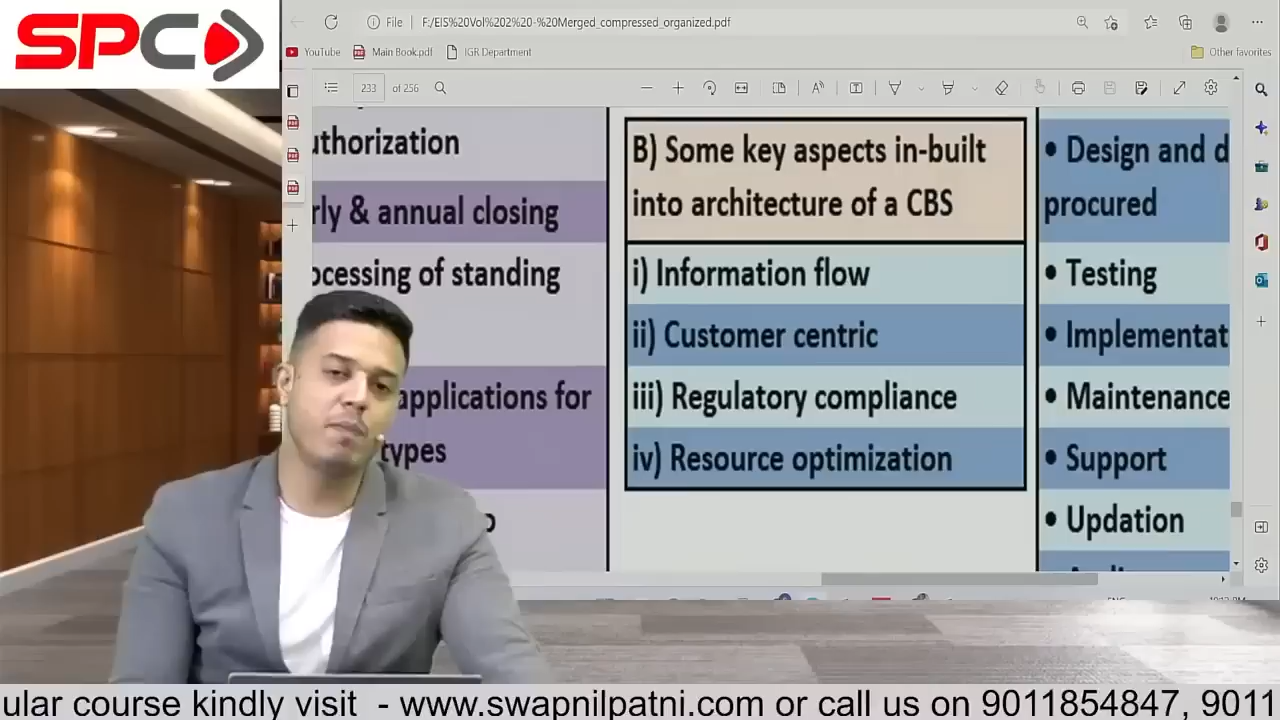 SPC
File F:/EIS%20Vol%202%20-%20Merged_compressed_organized.pdf
YouTube Main Book.pdf IGR Department Other favorites
233 of 256
uthorization
rly & annual closing
ocessing of standing
applications for
types
B) Some key aspects in-built
into architecture of a CBS
i) Information flow
ii) Customer centric
iii) Regulatory compliance
iv) Resource optimization
• Design and d
procured
• Testing
• Implementat
• Maintenance
• Support
• Updation
ular course kindly visit - www.swapnilpatni.com or call us on 9011854847, 9011